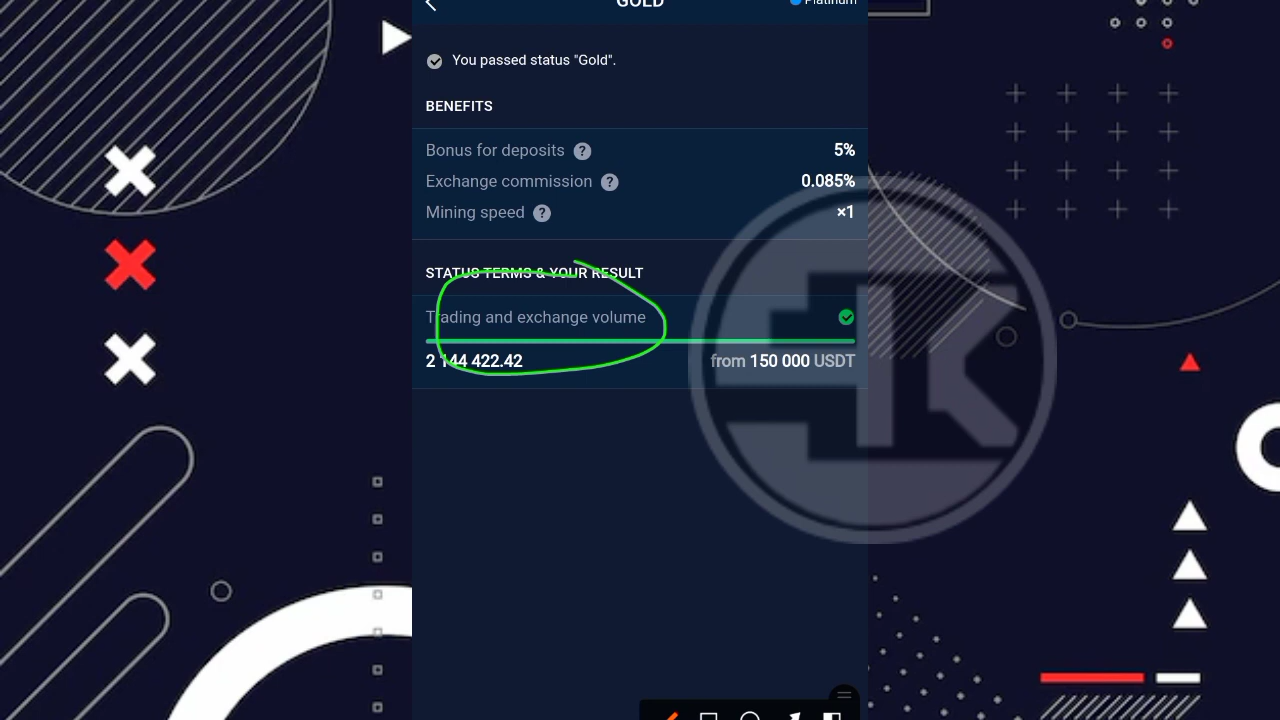 GOLD
Platinum
You passed status "Gold".
BENEFITS
Bonus for deposits ? 5%
Exchange commission ? 0.085%
Mining speed ? ×1
STATUS TERMS & YOUR RESULT
Trading and exchange volume
2 144 422.42 from 150 000 USDT